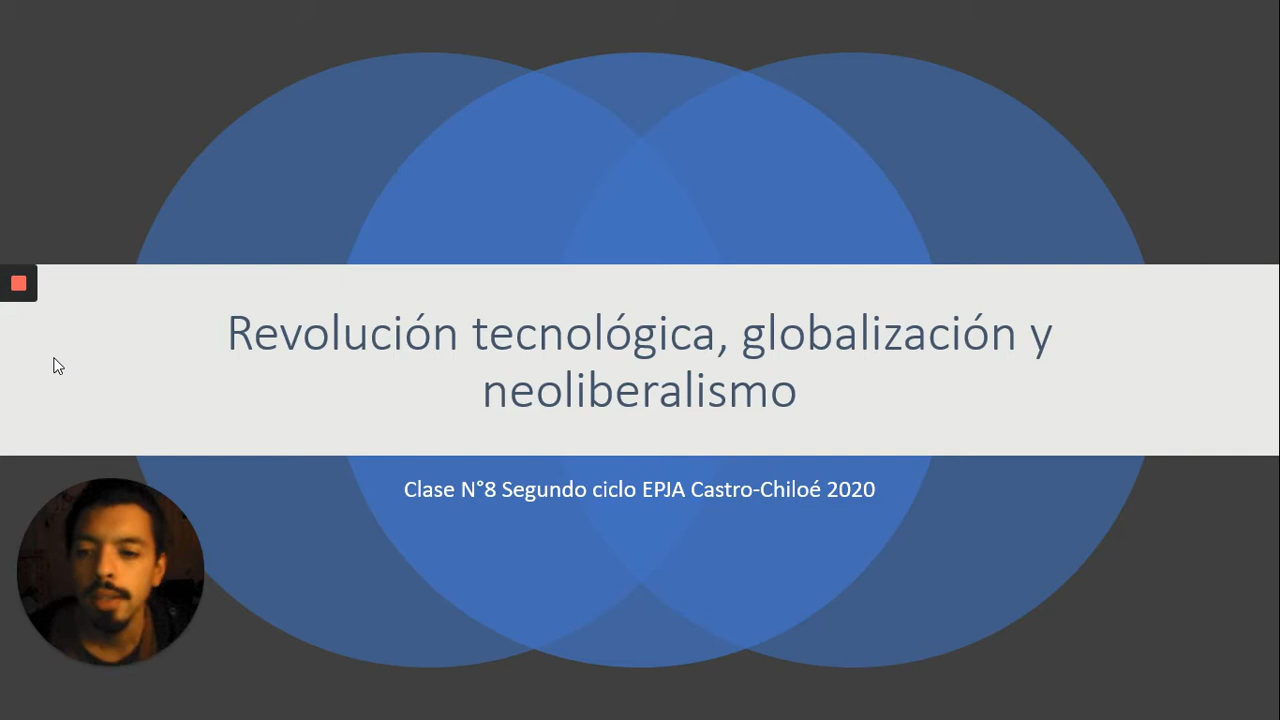 Revolución tecnológica, globalización y
neoliberalismo
Clase N°8 Segundo ciclo EPJA Castro-Chiloé 2020